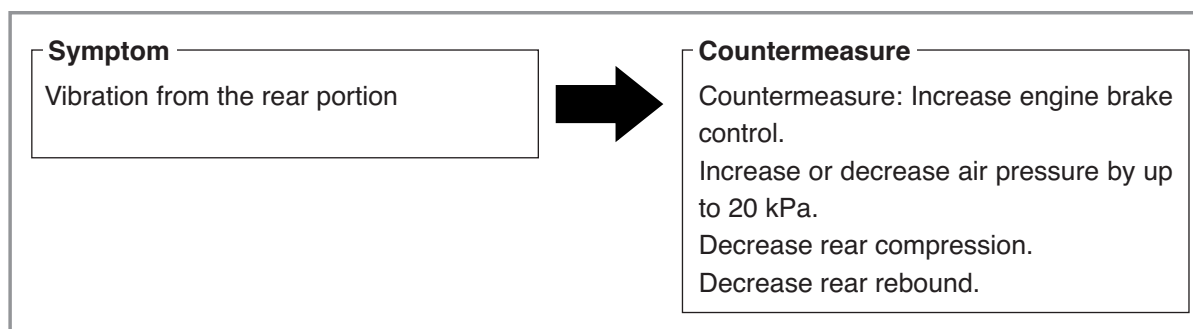 Symptom
Vibration from the rear portion
Countermeasure
Countermeasure: Increase engine brake
control.
Increase or decrease air pressure by up
to 20 kPa.
Decrease rear compression.
Decrease rear rebound.